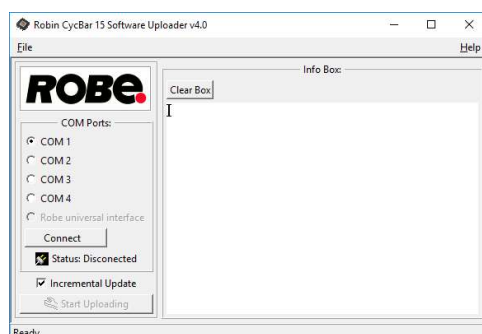 Robin CycBar 15 Software Uploader v4.0
File Help
ROBE
Info Box:
Clear Box
COM Ports:
COM 1
COM 2
COM 3
COM 4
Robe universal interface
Connect
Status: Disconected
Incremental Update
Start Uploading
Ready